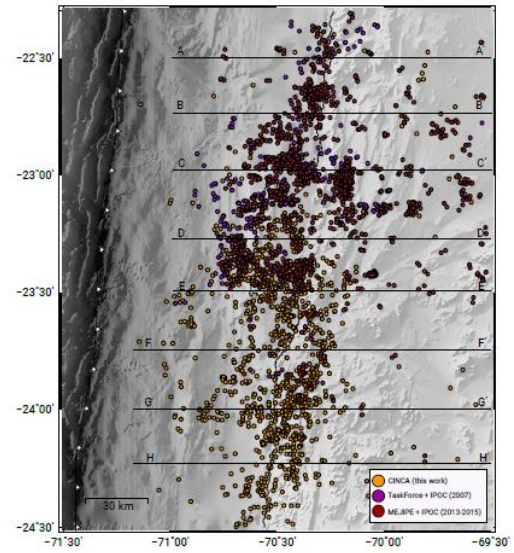 -22°30'
A
A'
B
B'
-23°00'
C
C'
D
D'
E
E'
-23°30'
F
F'
-24°00'
G
G'
H
H'
CINCA (this work)
TaskForce + IPOC (2007)
MEJIPE + IPOC (2013-2015)
30 km
-24°30'
-71°30' -71°00' -70°30' -70°00' -69°30'